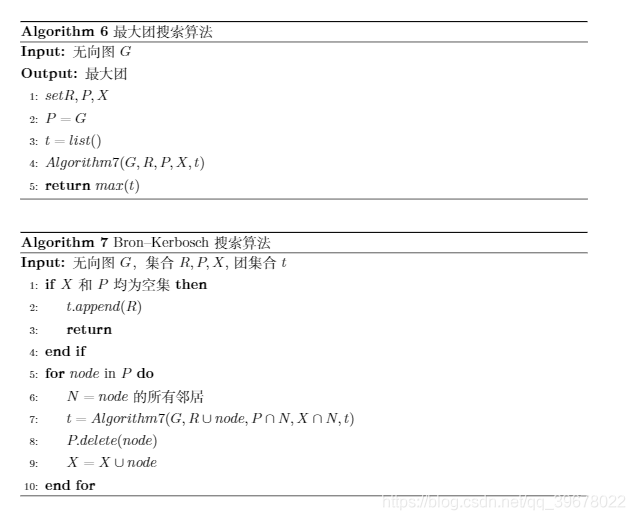 Algorithm 6 最大团搜索算法
Input: 无向图 G
Output: 最大团
1: setR, P, X
2: P = G
3: t = list()
4: Algorithm7(G, R, P, X, t)
5: return max(t)
Algorithm 7 Bron–Kerbosch 搜索算法
Input: 无向图 G，集合 R, P, X, 团集合 t
1: if X 和 P 均为空集 then
2: t.append(R)
3: return
4: end if
5: for node in P do
6: N = node 的所有邻居
7: t = Algorithm7(G, R ∪ node, P ∩ N, X ∩ N, t)
8: P.delete(node)
9: X = X ∪ node
10: end for
https://blog.csdn.net/qq_39678022